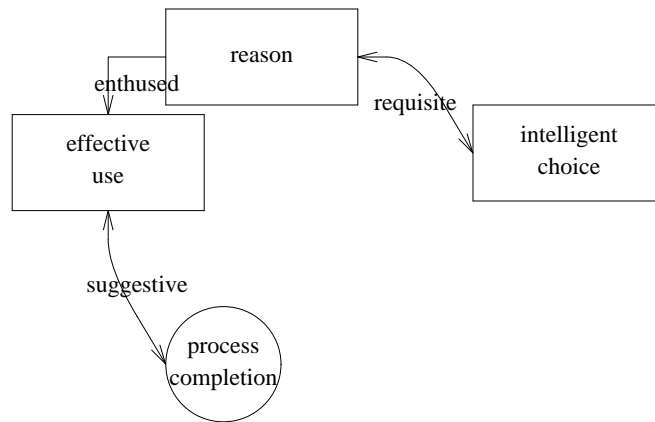 reason
enthused
requisite
effective
use
intelligent
choice
suggestive
process
completion